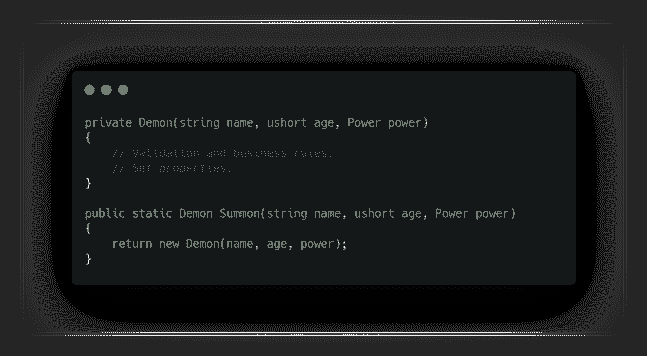 private Demon(string name, ushort age, Power power)
{
// Validation and business rules.
// Set properties.
}
public static Demon Summon(string name, ushort age, Power power)
{
return new Demon(name, age, power);
}